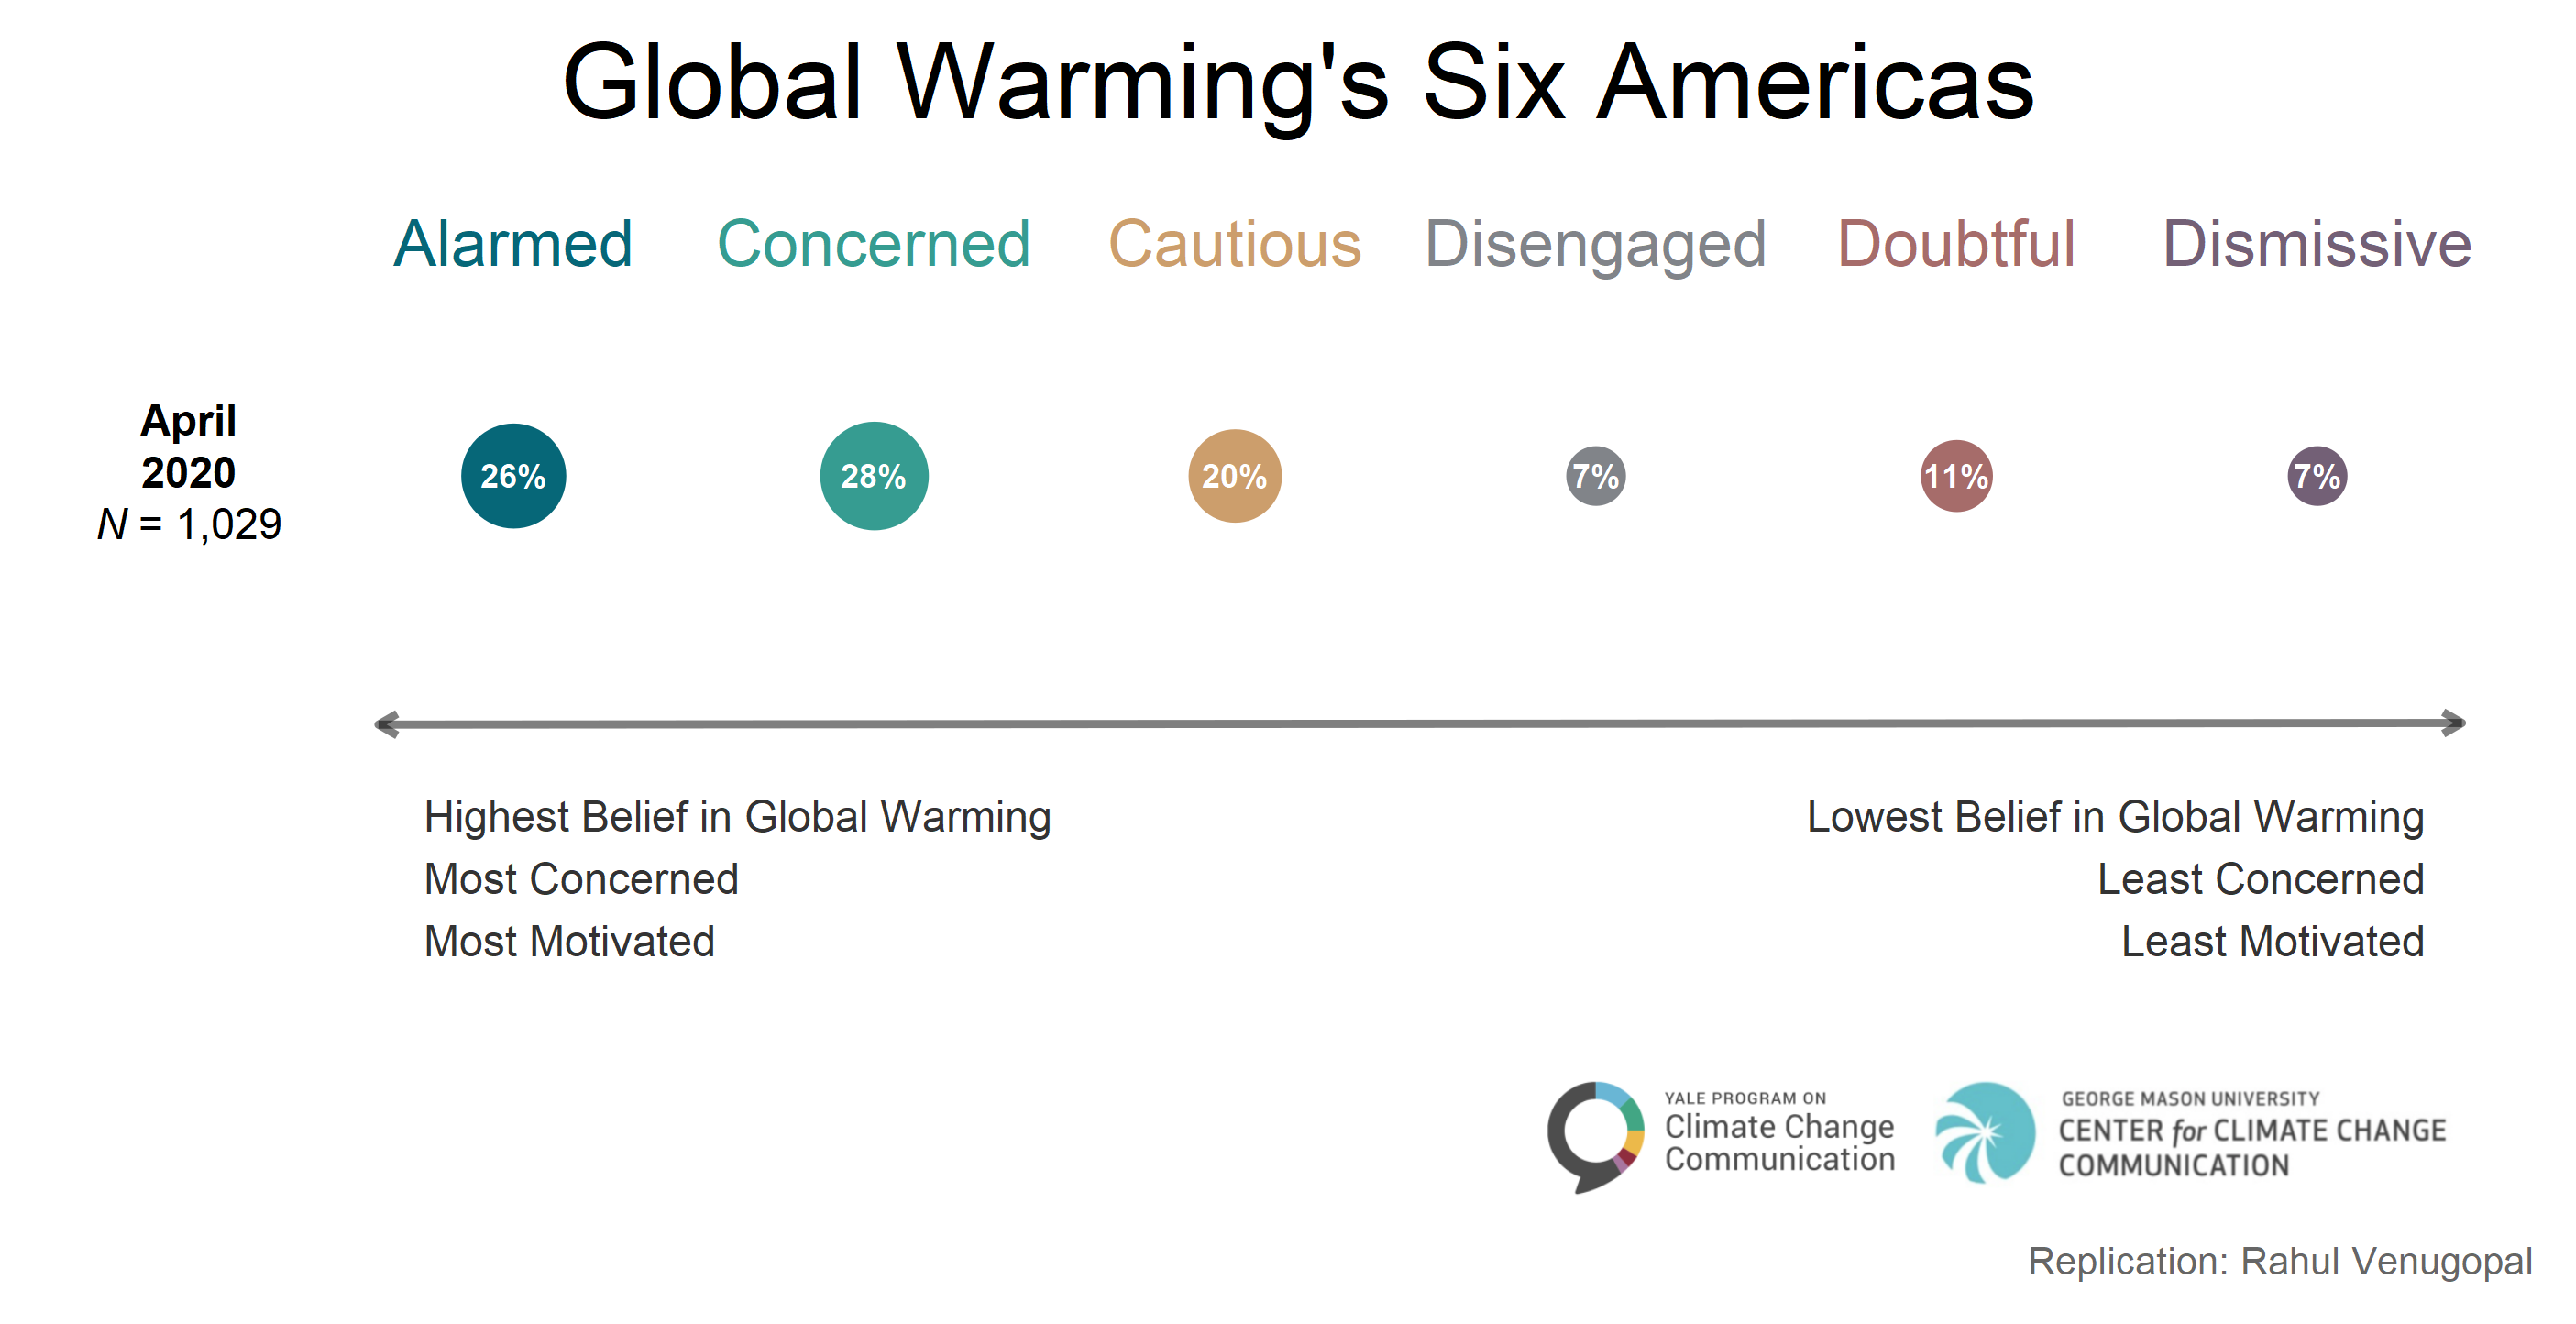 Global Warming's Six Americas
Alarmed Concerned Cautious Disengaged Doubtful Dismissive
April
2020
N = 1,029
26% 28% 20% 7% 11% 7%
Highest Belief in Global Warming
Most Concerned
Most Motivated
Lowest Belief in Global Warming
Least Concerned
Least Motivated
YALE PROGRAM ON
Climate Change
Communication
GEORGE MASON UNIVERSITY
CENTER for CLIMATE CHANGE
COMMUNICATION
Replication: Rahul Venugopal